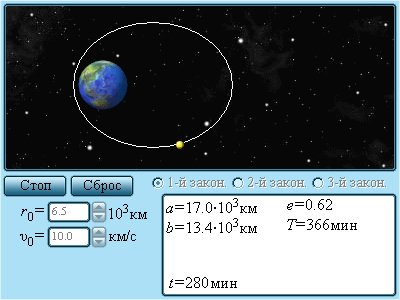 Стоп Сброс 1-й закон. 2-й закон. 3-й закон.
r₀= 6.5 10³км
υ₀= 10.0 км/с
a=17.0·10³км e=0.62
b=13.4·10³км T=366мин
t=280мин